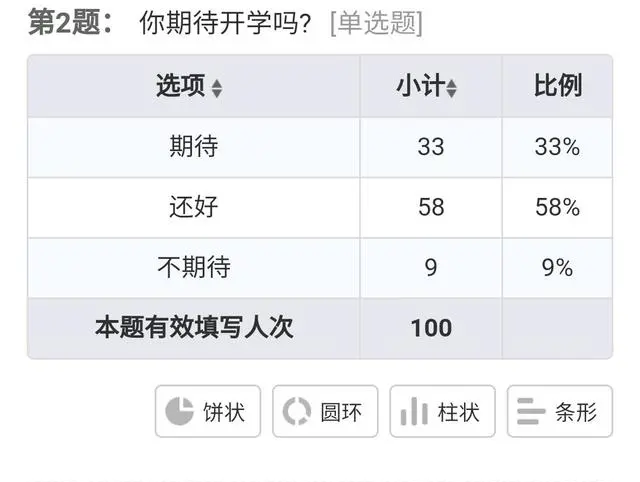 第2题： 你期待开学吗？ [单选题]
选项 小计 比例
期待 33 33%
还好 58 58%
不期待 9 9%
本题有效填写人次 100
饼状 圆环 柱状 条形